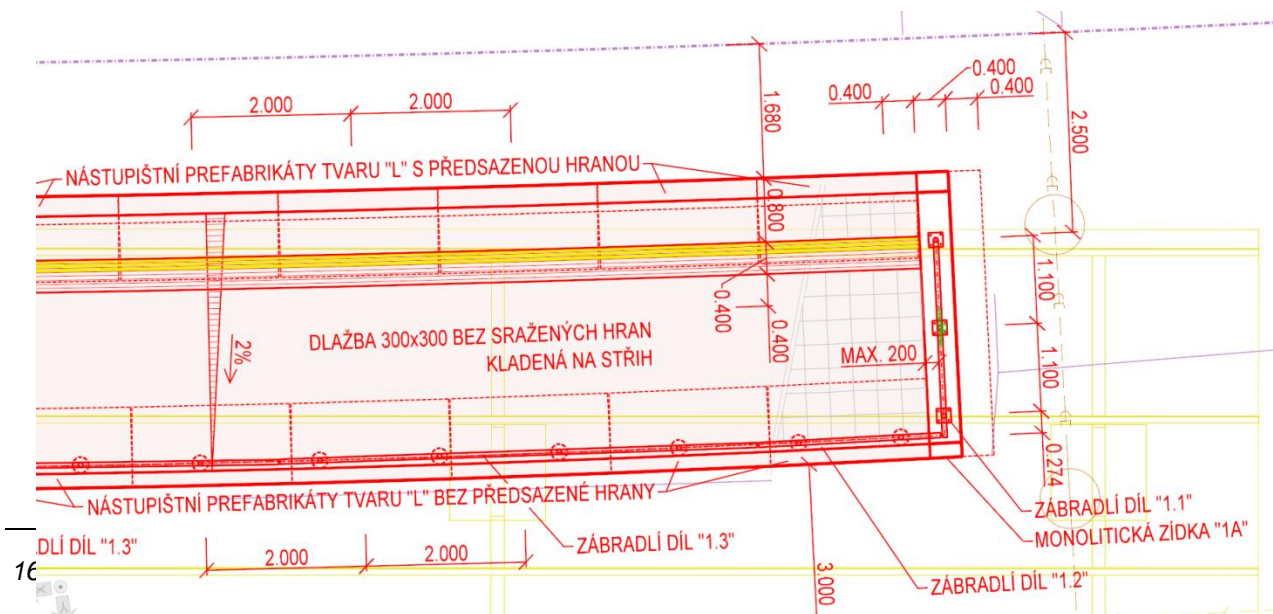 0.400
0.400
0.400
2.000
2.000
1.680
2.500
NÁSTUPIŠTNÍ PREFABRIKÁTY TVARU "L" S PŘEDSAZENOU HRANOU
0.800
1.100
0.400
0.400
DLAŽBA 300x300 BEZ SRAŽENÝCH HRAN
KLADENÁ NA STŘIH
2%
MAX. 200
1.100
0.274
NÁSTUPIŠTNÍ PREFABRIKÁTY TVARU "L" BEZ PŘEDSAZENÉ HRANY
ZÁBRADLÍ DÍL "1.1"
MONOLITICKÁ ZÍDKA "1A"
DLÍ DÍL "1.3"
2.000
2.000
ZÁBRADLÍ DÍL "1.3"
3.000
ZÁBRADLÍ DÍL "1.2"
16